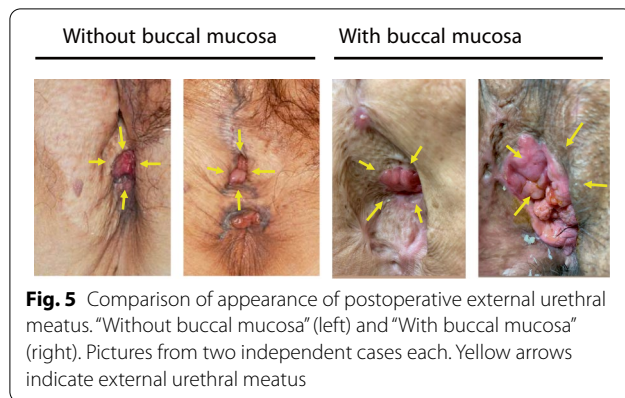 Without buccal mucosa With buccal mucosa
Fig. 5 Comparison of appearance of postoperative external urethral
meatus. “Without buccal mucosa” (left) and “With buccal mucosa”
(right). Pictures from two independent cases each. Yellow arrows
indicate external urethral meatus